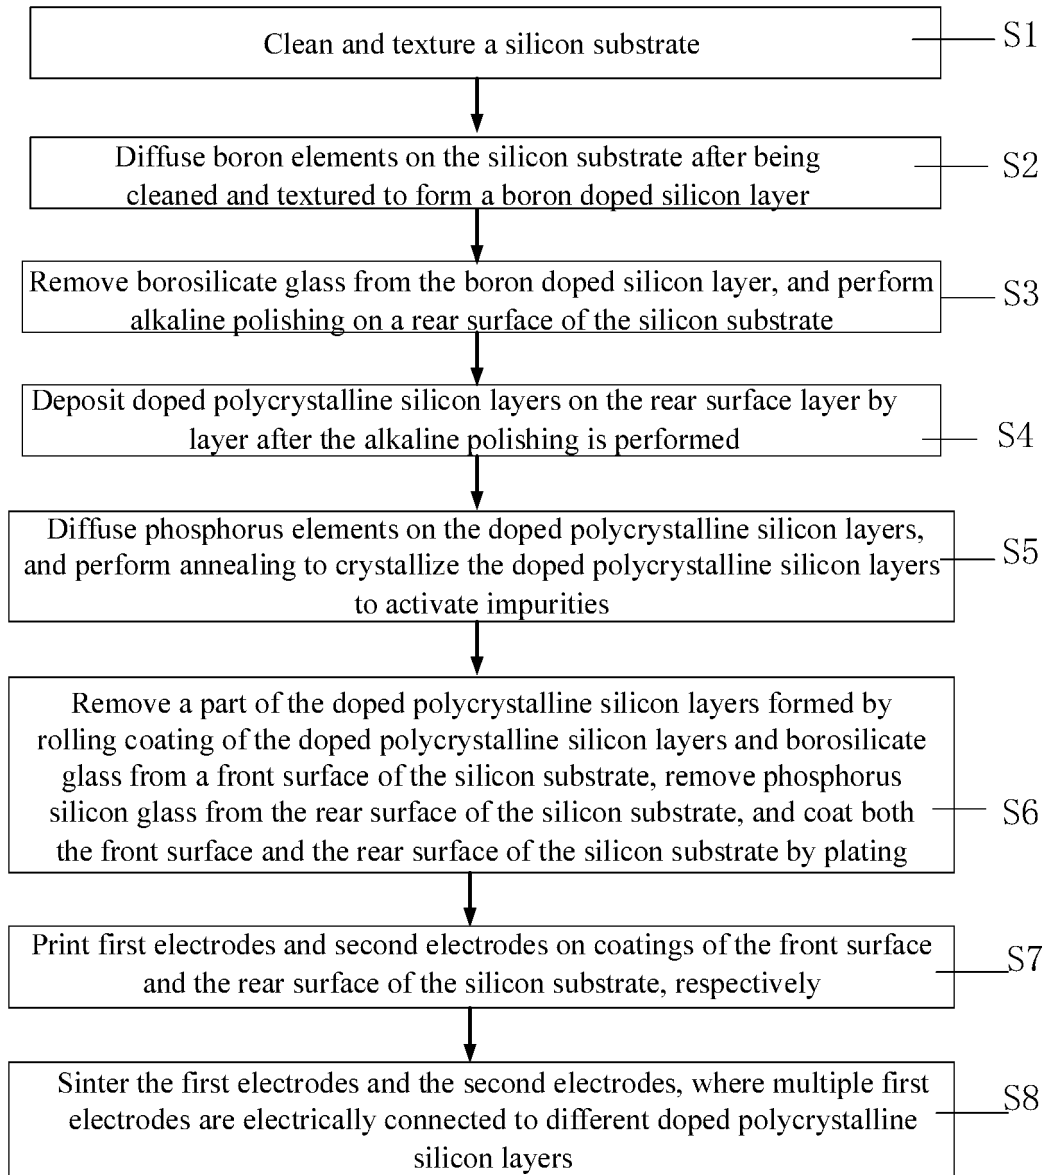 Clean and texture a silicon substrate
S1
Diffuse boron elements on the silicon substrate after being
cleaned and textured to form a boron doped silicon layer
S2
Remove borosilicate glass from the boron doped silicon layer, and perform
alkaline polishing on a rear surface of the silicon substrate
S3
Deposit doped polycrystalline silicon layers on the rear surface layer by
layer after the alkaline polishing is performed
S4
Diffuse phosphorus elements on the doped polycrystalline silicon layers,
and perform annealing to crystallize the doped polycrystalline silicon layers
to activate impurities
S5
Remove a part of the doped polycrystalline silicon layers formed by
rolling coating of the doped polycrystalline silicon layers and borosilicate
glass from a front surface of the silicon substrate, remove phosphorus
silicon glass from the rear surface of the silicon substrate, and coat both
the front surface and the rear surface of the silicon substrate by plating
S6
Print first electrodes and second electrodes on coatings of the front surface
and the rear surface of the silicon substrate, respectively
S7
Sinter the first electrodes and the second electrodes, where multiple first
electrodes are electrically connected to different doped polycrystalline
silicon layers
S8